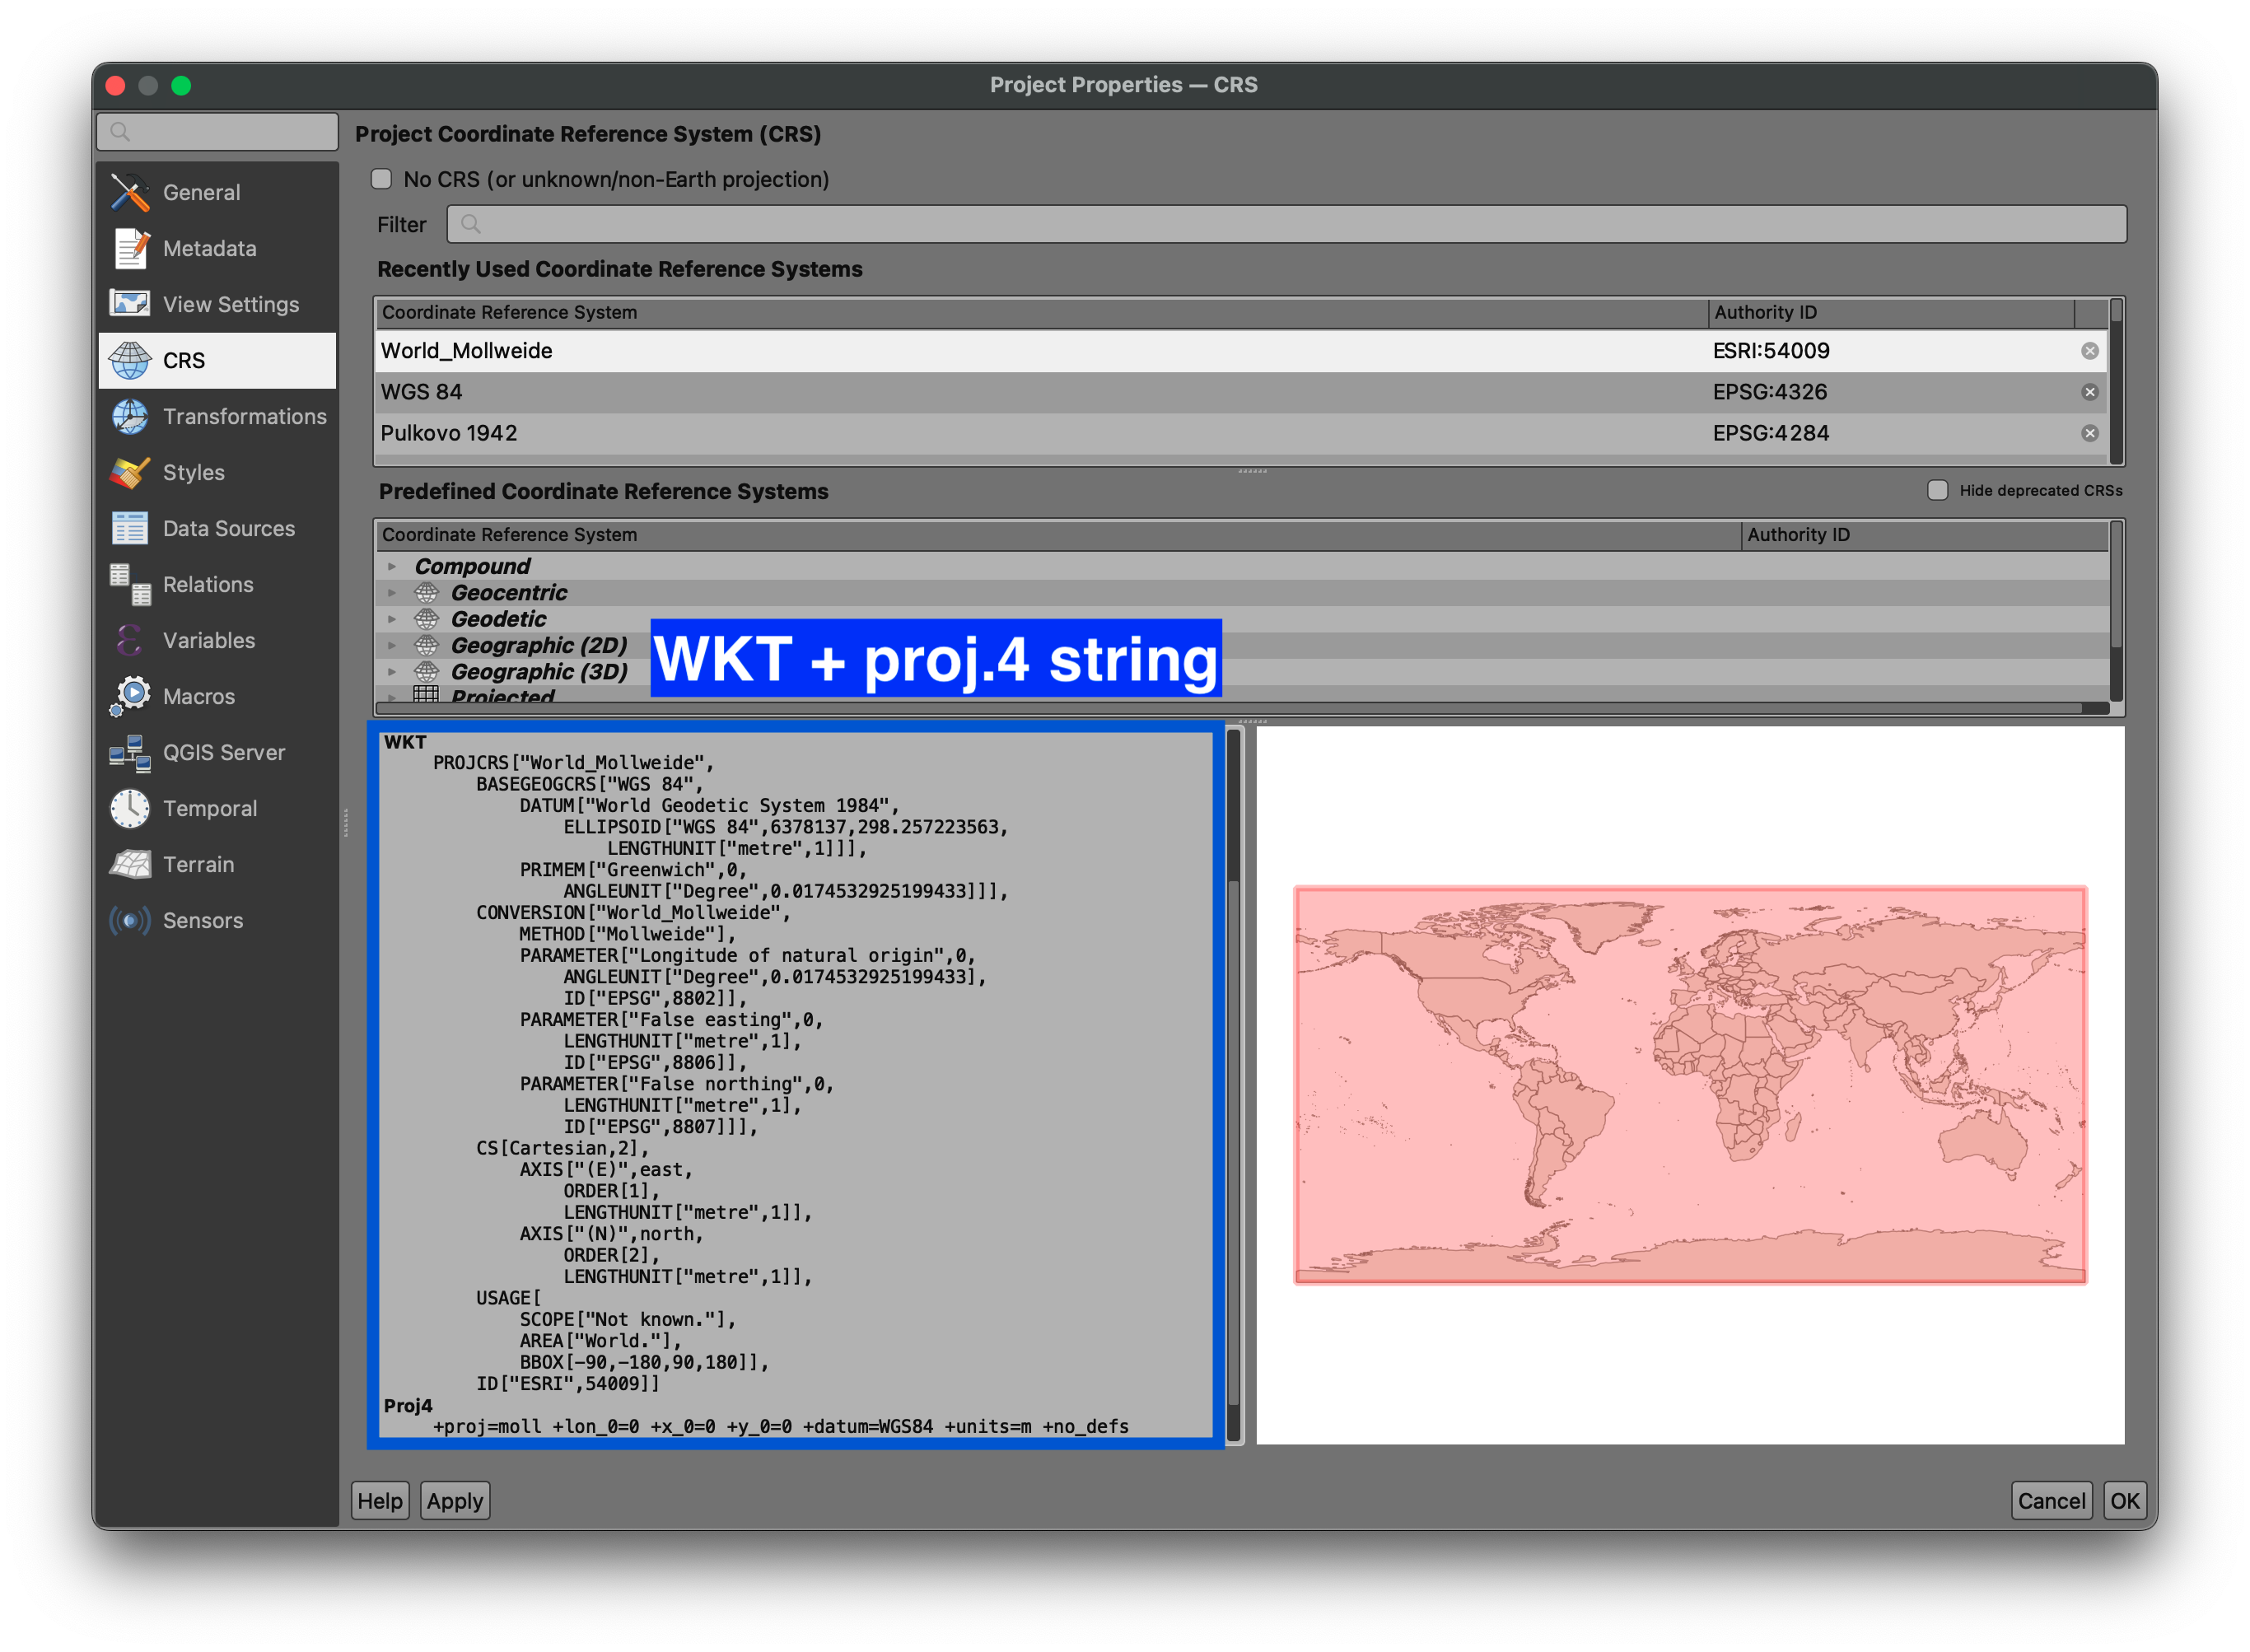 Project Properties — CRS
General
Metadata
View Settings
CRS
Transformations
Styles
Data Sources
Relations
Variables
Macros
QGIS Server
Temporal
Terrain
Sensors
Project Coordinate Reference System (CRS)
No CRS (or unknown/non-Earth projection)
Filter
Recently Used Coordinate Reference Systems
Coordinate Reference System Authority ID
World_Mollweide ESRI:54009
WGS 84 EPSG:4326
Pulkovo 1942 EPSG:4284
Predefined Coordinate Reference Systems Hide deprecated CRSs
Coordinate Reference System Authority ID
Compound
Geocentric
Geodetic
Geographic (2D)
Geographic (3D)
Projected
WKT + proj.4 string
WKT
PROJCRS["World_Mollweide",
BASEGEOGCRS["WGS 84",
DATUM["World Geodetic System 1984",
ELLIPSOID["WGS 84",6378137,298.257223563,
LENGTHUNIT["metre",1]]],
PRIMEM["Greenwich",0,
ANGLEUNIT["Degree",0.0174532925199433]]],
CONVERSION["World_Mollweide",
METHOD["Mollweide"],
PARAMETER["Longitude of natural origin",0,
ANGLEUNIT["Degree",0.0174532925199433],
ID["EPSG",8802]],
PARAMETER["False easting",0,
LENGTHUNIT["metre",1],
ID["EPSG",8806]],
PARAMETER["False northing",0,
LENGTHUNIT["metre",1],
ID["EPSG",8807]]],
CS[Cartesian,2],
AXIS["(E)",east,
ORDER[1],
LENGTHUNIT["metre",1]],
AXIS["(N)",north,
ORDER[2],
LENGTHUNIT["metre",1]],
USAGE[
SCOPE["Not known."],
AREA["World."],
BBOX[-90,-180,90,180]],
ID["ESRI",54009]]
Proj4
+proj=moll +lon_0=0 +x_0=0 +y_0=0 +datum=WGS84 +units=m +no_defs
Help Apply Cancel OK